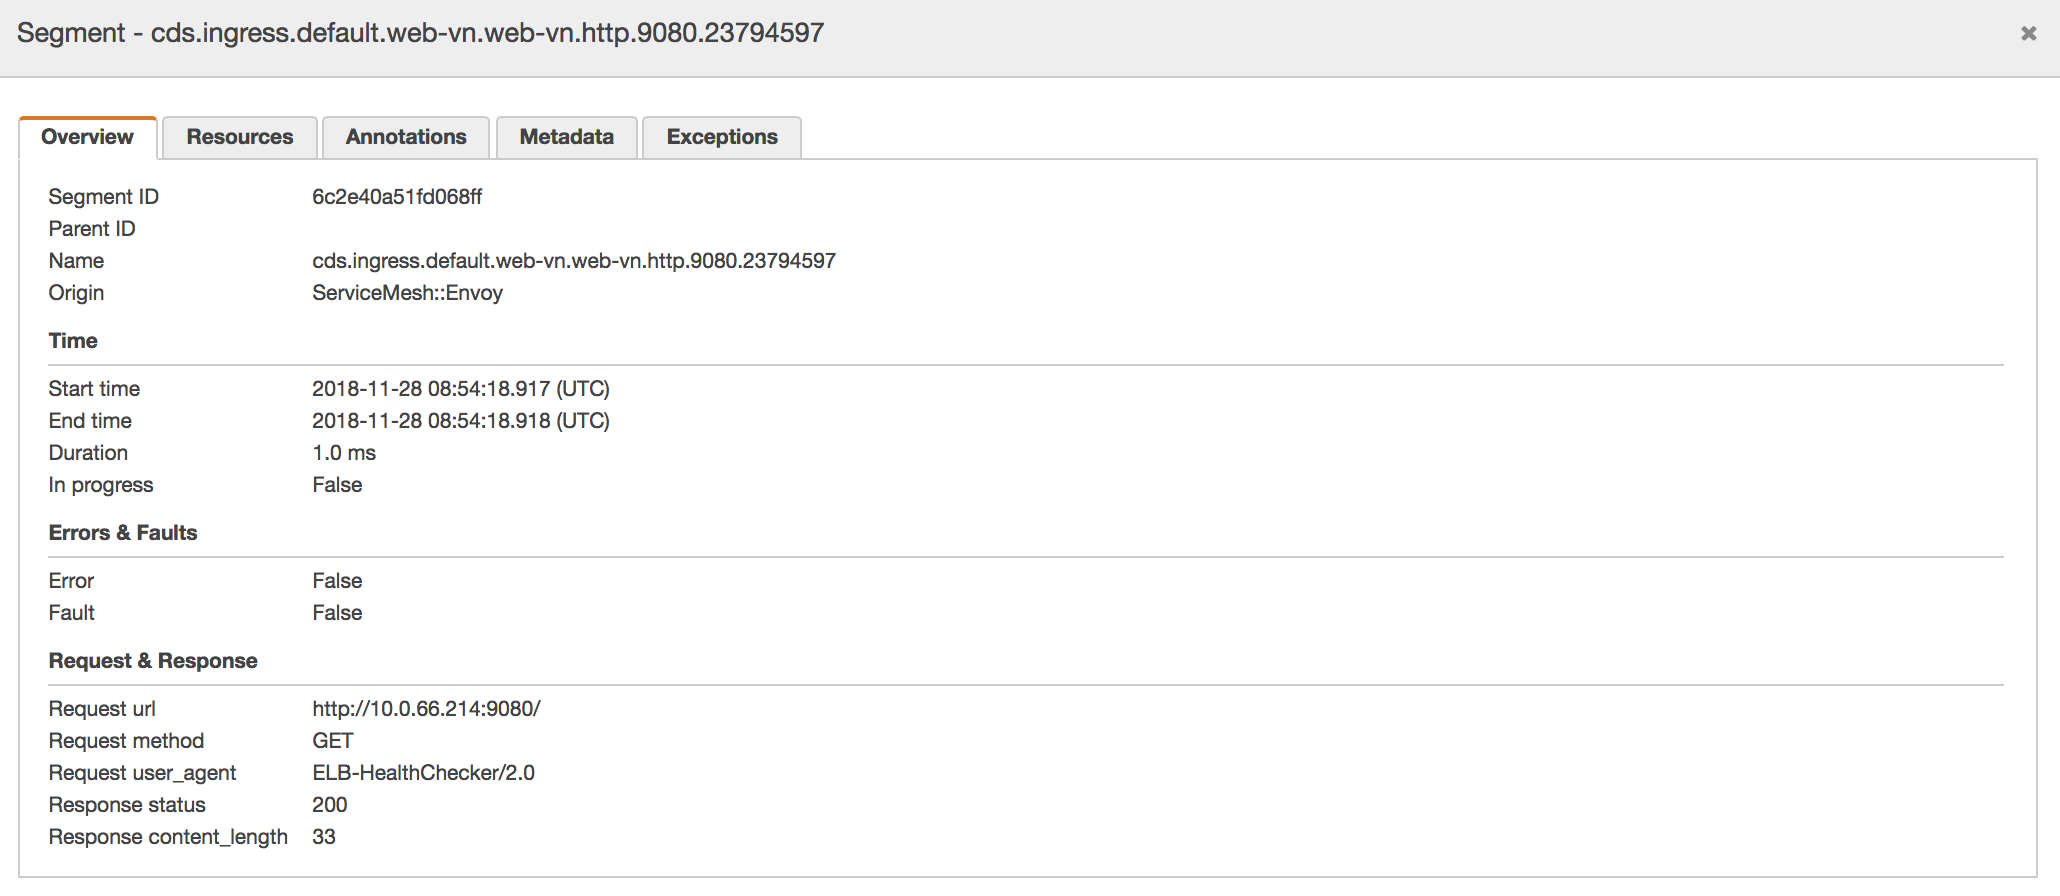 Segment - cds.ingress.default.web-vn.web-vn.http.9080.23794597
Overview Resources Annotations Metadata Exceptions
Segment ID 6c2e40a51fd068ff
Parent ID
Name cds.ingress.default.web-vn.web-vn.http.9080.23794597
Origin ServiceMesh::Envoy
Time
Start time 2018-11-28 08:54:18.917 (UTC)
End time 2018-11-28 08:54:18.918 (UTC)
Duration 1.0 ms
In progress False
Errors & Faults
Error False
Fault False
Request & Response
Request url http://10.0.66.214:9080/
Request method GET
Request user_agent ELB-HealthChecker/2.0
Response status 200
Response content_length 33